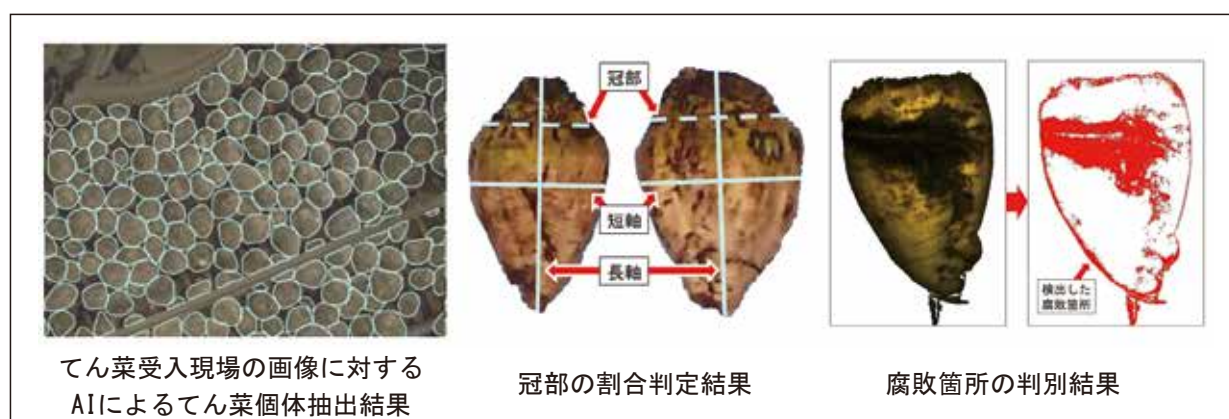 冠部
短軸
長軸
検出した
腐敗箇所
てん菜受入現場の画像に対する
AIによるてん菜個体抽出結果
冠部の割合判定結果
腐敗箇所の判別結果